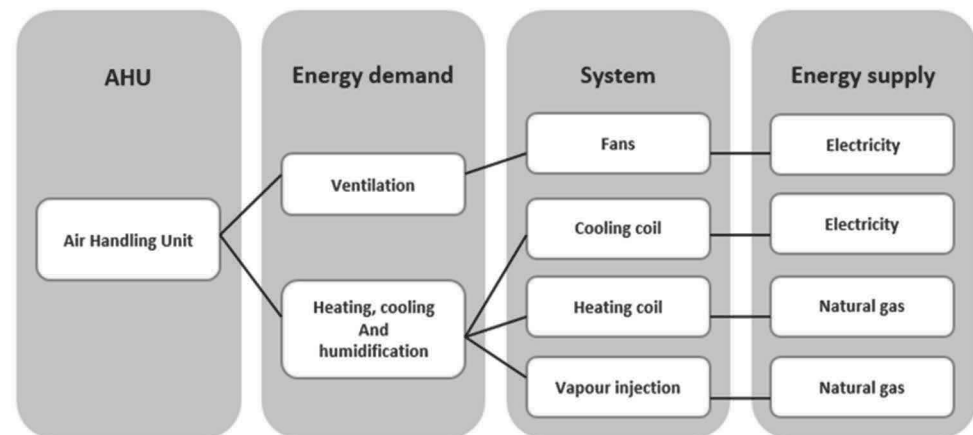 AHU
Energy demand
System
Energy supply
Air Handling Unit
Ventilation
Heating, cooling
And
humidification
Fans
Cooling coil
Heating coil
Vapour injection
Electricity
Electricity
Natural gas
Natural gas